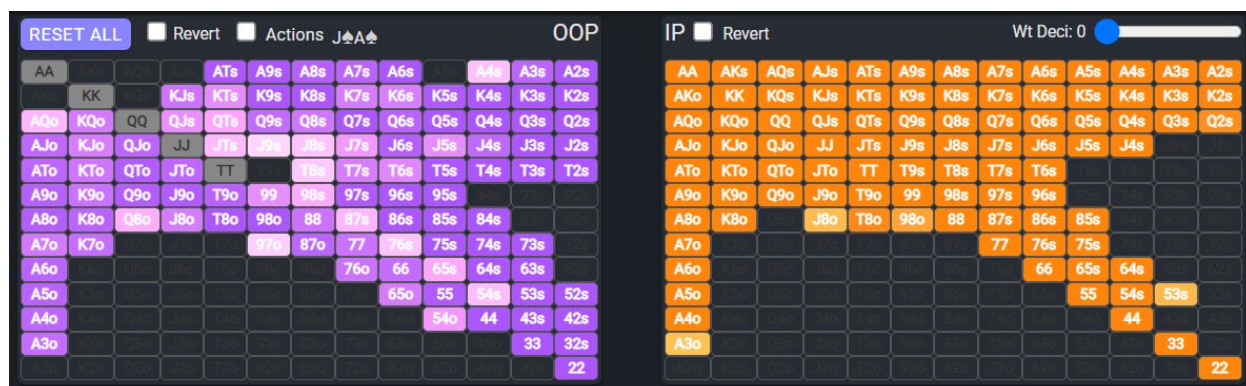 RESET ALL Revert Actions J♠A♠ OOP IP Revert Wt Deci: 0
AA AKs AQs AJs ATs A9s A8s A7s A6s A5s A4s A3s A2s AA AKs AQs AJs ATs A9s A8s A7s A6s A5s A4s A3s A2s
AKo KK KQs KJs KTs K9s K8s K7s K6s K5s K4s K3s K2s AKo KK KQs KJs KTs K9s K8s K7s K6s K5s K4s K3s K2s
AQo KQo QQ QJs QTs Q9s Q8s Q7s Q6s Q5s Q4s Q3s Q2s AQo KQo QQ QJs QTs Q9s Q8s Q7s Q6s Q5s Q4s Q3s Q2s
AJo KJo QJo JJ JTs J9s J8s J7s J6s J5s J4s J3s J2s AJo KJo QJo JJ JTs J9s J8s J7s J6s J5s J4s J3s J2s
ATo KTo QTo JTo TT T9s T8s T7s T6s T5s T4s T3s T2s ATo KTo QTo JTo TT T9s T8s T7s T6s
A9o K9o Q9o J9o T9o 99 98s 97s 96s 95s A9o K9o Q9o J9o T9o 99 98s 97s 96s
A8o K8o Q8o J8o T8o 98o 88 87s 86s 85s 84s A8o K8o J8o T8o 98o 88 87s 86s 85s
A7o K7o 97o 87o 77 76s 75s 74s 73s A7o 77 76s 75s
A6o 76o 66 65s 64s 63s A6o 66 65s 64s
A5o 65o 55 54s 53s 52s A5o 55 54s 53s
A4o 54o 44 43s 42s A4o 44
A3o 33 32s A3o 33
22 22